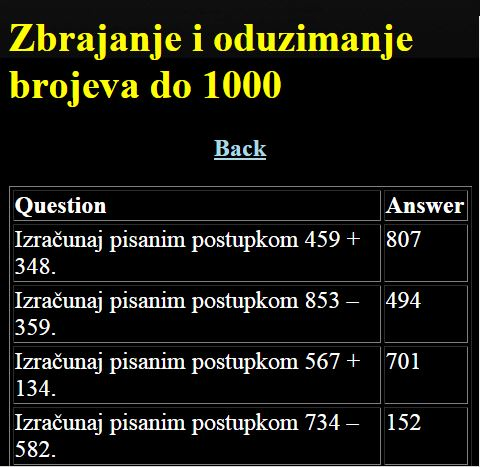 Zbrajanje i oduzimanje
brojeva do 1000
Back
Question Answer
Izračunaj pisanim postupkom 459 + 807
348.
Izračunaj pisanim postupkom 853 – 494
359.
Izračunaj pisanim postupkom 567 + 701
134.
Izračunaj pisanim postupkom 734 – 152
582.